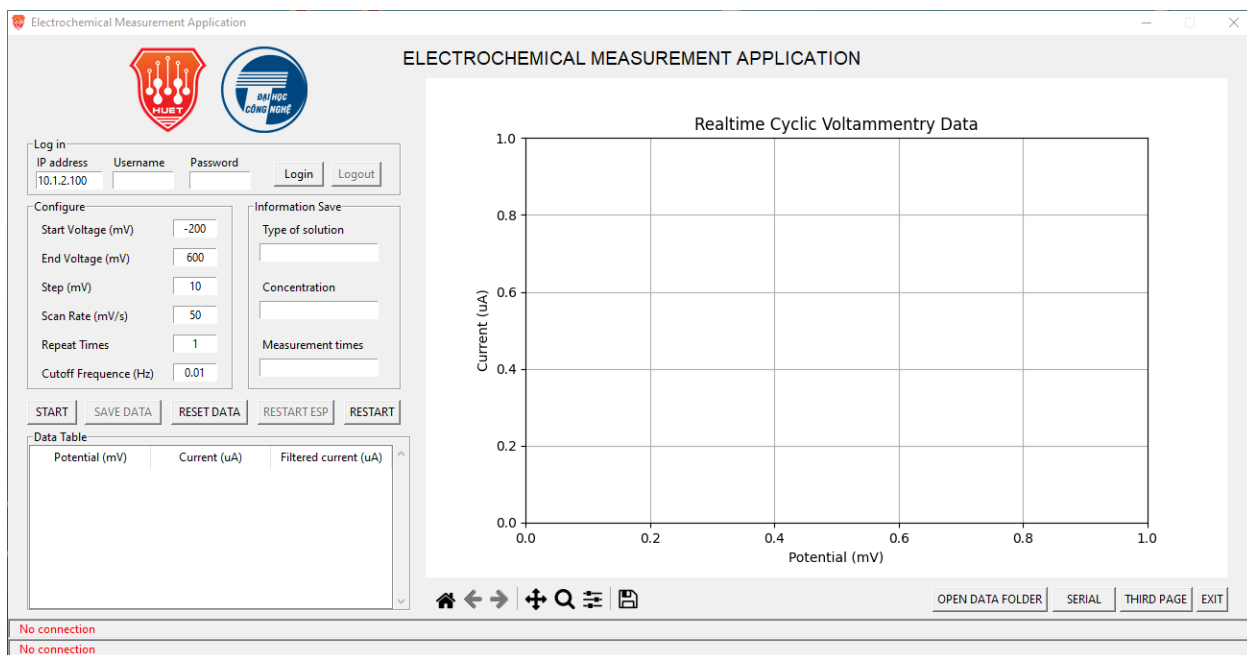 Electrochemical Measurement Application
HUET
ĐẠI HỌC
CÔNG NGHỆ
ELECTROCHEMICAL MEASUREMENT APPLICATION
Log in
IP address Username Password
10.1.2.100
Login Logout
Configure
Start Voltage (mV) -200
End Voltage (mV) 600
Step (mV) 10
Scan Rate (mV/s) 50
Repeat Times 1
Cutoff Frequence (Hz) 0.01
Information Save
Type of solution
Concentration
Measurement times
START SAVE DATA RESET DATA RESTART ESP RESTART
Data Table
Potential (mV) Current (uA) Filtered current (uA)
Realtime Cyclic Voltammentry Data
1.0
0.8
0.6
0.4
0.2
0.0
Current (uA)
0.0 0.2 0.4 0.6 0.8 1.0
Potential (mV)
OPEN DATA FOLDER SERIAL THIRD PAGE EXIT
No connection
No connection